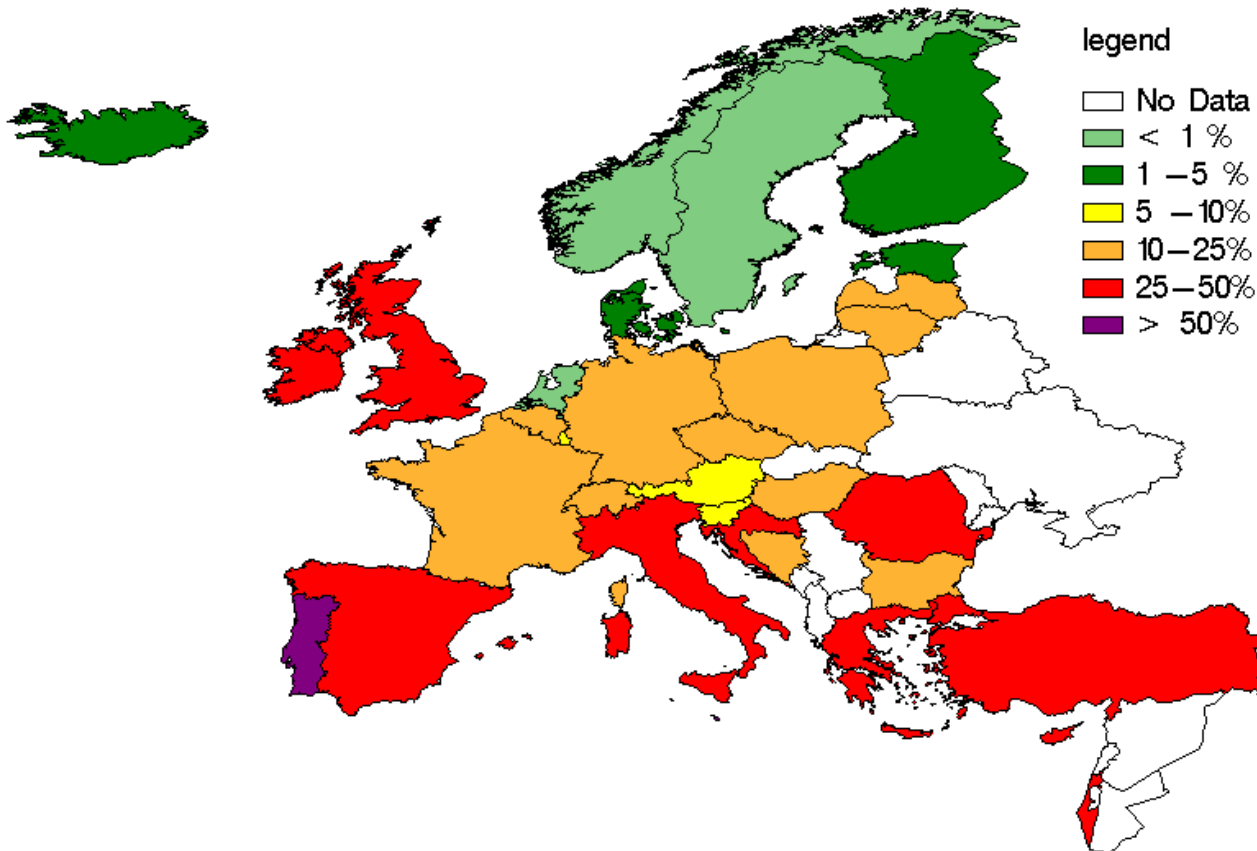 legend
No Data
< 1 %
1 –5 %
5 –10%
10–25%
25–50%
> 50%